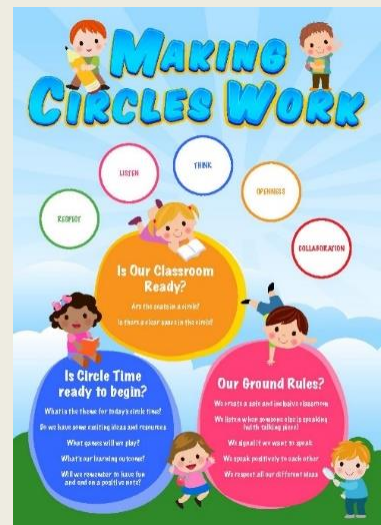 MAKING
CIRCLES WORK
RESPECT
LISTEN
THINK
OPENNESS
COLLABORATION
Is Our Classroom
Ready?
Are the seats in a circle?
Is there a clear space in the circle?
Is Circle Time
ready to begin?
What is the theme for today's circle time?
Do we have some exciting ideas and resources
What games will we play?
What's our learning outcome?
Will we remember to have fun
and end on a positive note?
Our Ground Rules?
We create a safe and inclusive classroom
We listen when someone else is speaking
talking piece)
We signal if we want to speak
We speak positively to each other
We respect all our different ideas